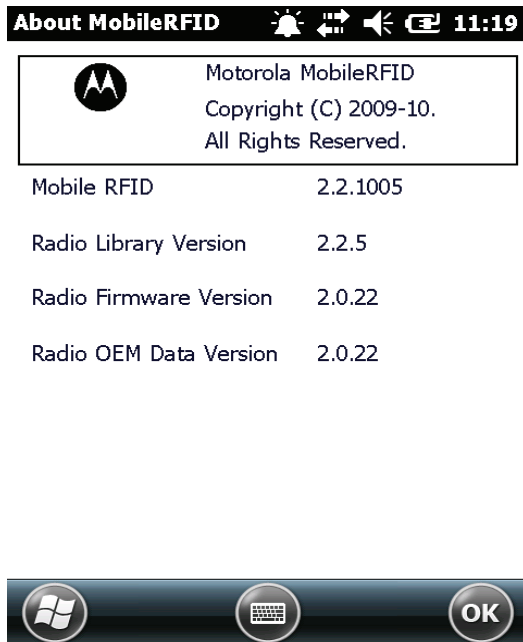 About MobileRFID 11:19
Motorola MobileRFID
Copyright (C) 2009-10.
All Rights Reserved.
Mobile RFID 2.2.1005
Radio Library Version 2.2.5
Radio Firmware Version 2.0.22
Radio OEM Data Version 2.0.22
OK